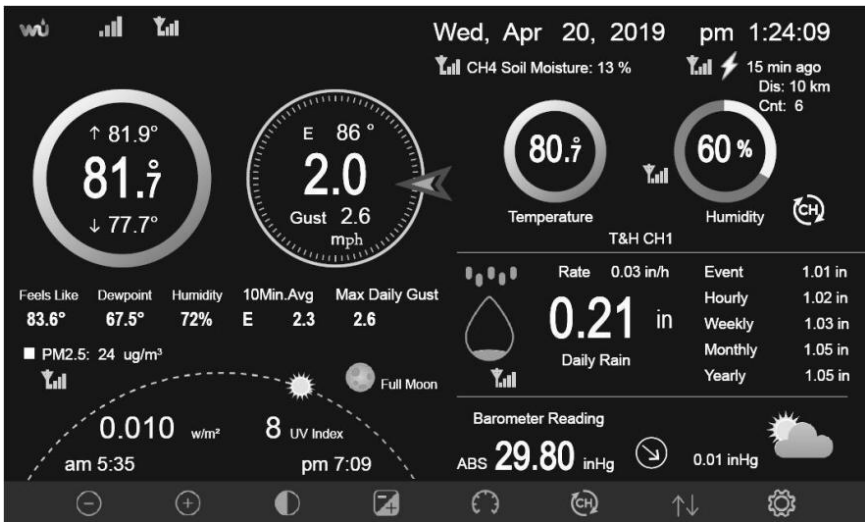 wu
Wed, Apr 20, 2019 pm 1:24:09
CH4 Soil Moisture: 13 %
15 min ago
Dis: 10 km
Cnt: 6
↑ 81.9°
81.7°
↓ 77.7°
E 86 °
2.0
Gust 2.6
mph
80.7°
Temperature
60 %
Humidity
CH
T&H CH1
Feels Like Dewpoint Humidity 10Min.Avg Max Daily Gust
83.6° 67.5° 72% E 2.3 2.6
PM2.5: 24 ug/m³
Full Moon
0.010 w/m² 8 UV Index
am 5:35 pm 7:09
Rate 0.03 in/h
0.21 in
Daily Rain
Event 1.01 in
Hourly 1.02 in
Weekly 1.03 in
Monthly 1.05 in
Yearly 1.05 in
Barometer Reading
ABS 29.80 inHg 0.01 inHg
CH